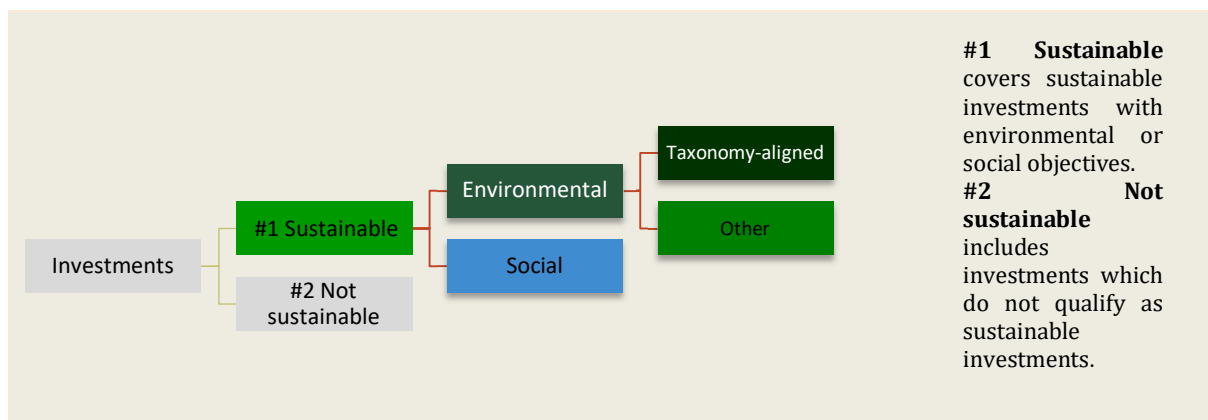 Investments
#1 Sustainable
#2 Not
sustainable
Environmental
Social
Taxonomy-aligned
Other
#1 Sustainable
covers sustainable
investments with
environmental or
social objectives.
#2 Not
sustainable
includes
investments which
do not qualify as
sustainable
investments.